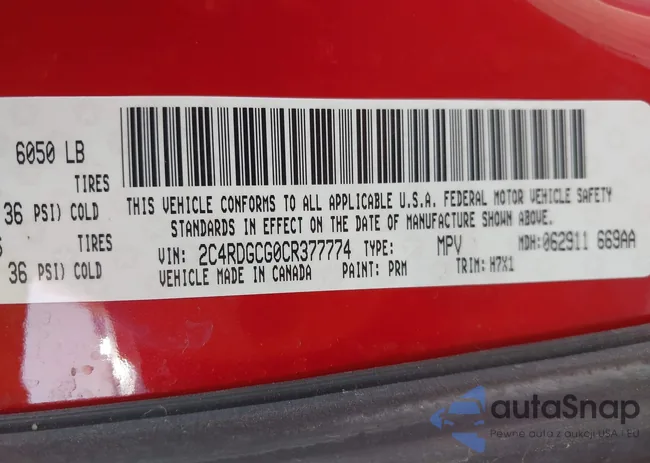 6050 LB
TIRES
36 PSI) COLD
TIRES
36 PSI) COLD
THIS VEHICLE CONFORMS TO ALL APPLICABLE U.S.A. FEDERAL MOTOR VEHICLE SAFETY
STANDARDS IN EFFECT ON THE DATE OF MANUFACTURE SHOWN ABOVE.
VIN: 2C4RDGCG0CR377774 TYPE: MPV MDH:062911 669AA
VEHICLE MADE IN CANADA PAINT: PRM TRIM: H7X1
autaSnap
Pewne auta z aukcji USA i EU